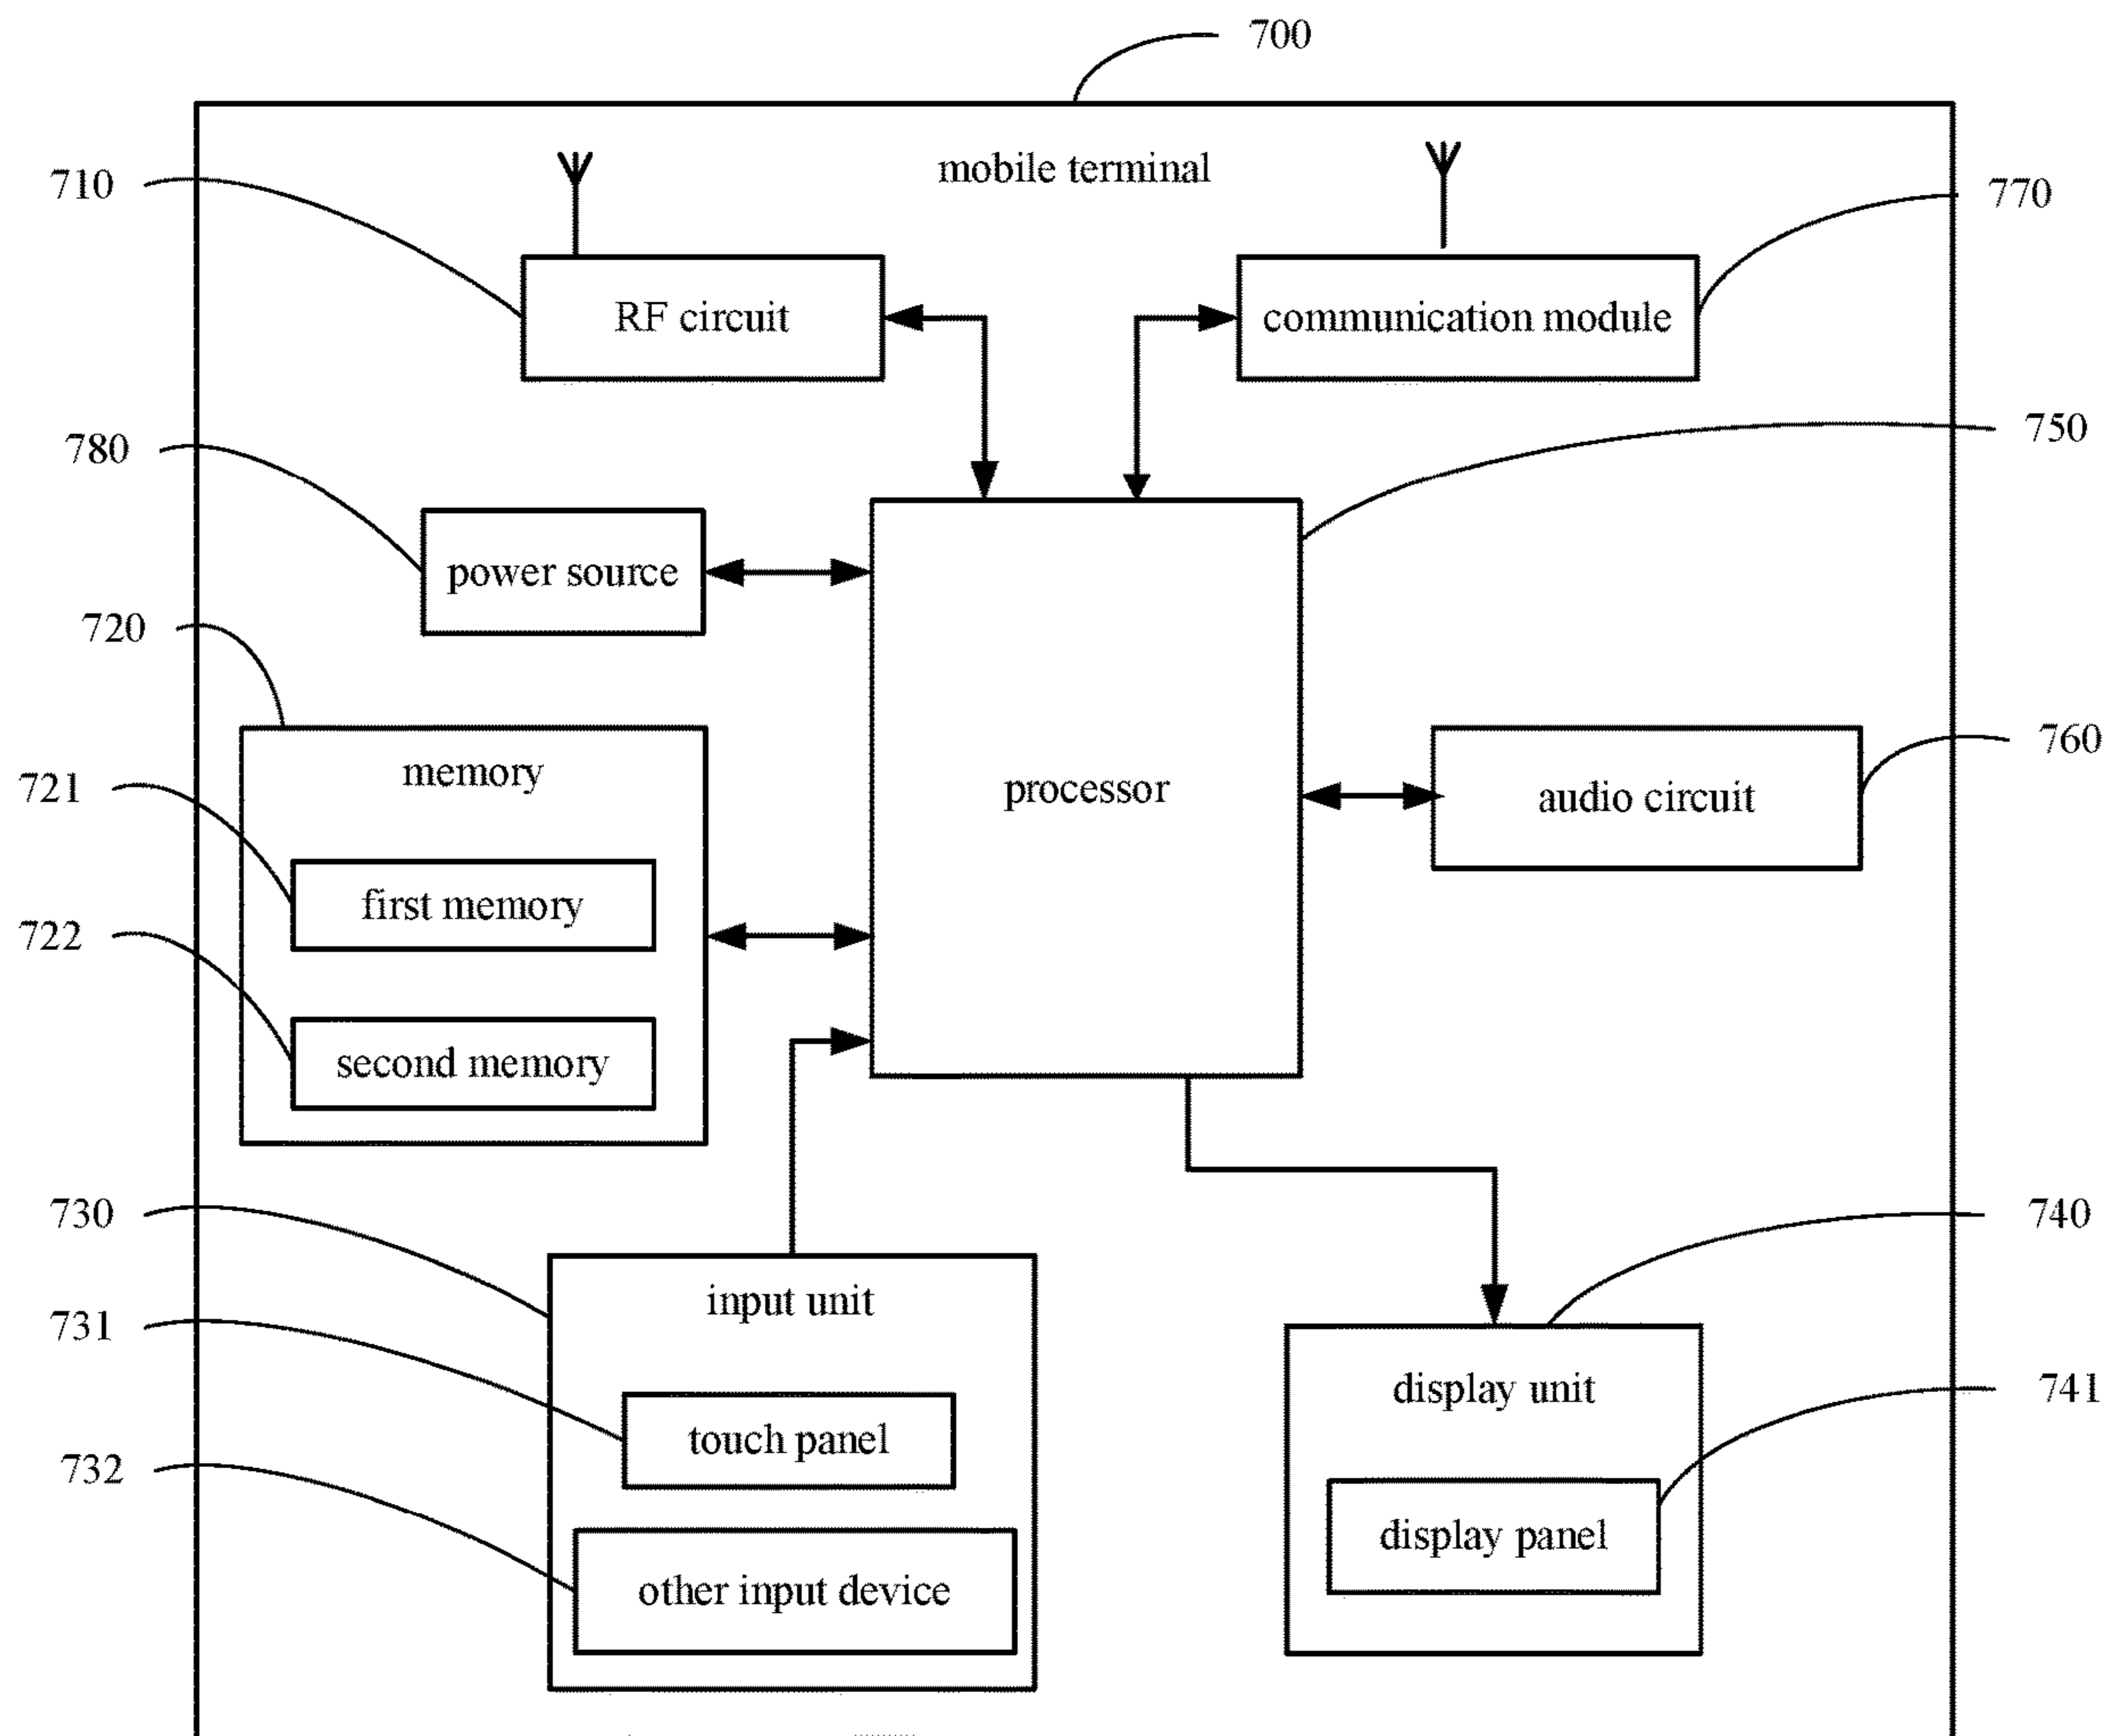 700
mobile terminal
710
770
RF circuit
communication module
780
750
power source
720
760
memory
processor
audio circuit
721
first memory
722
second memory
730
740
input unit
731
display unit
741
touch panel
732
display panel
other input device